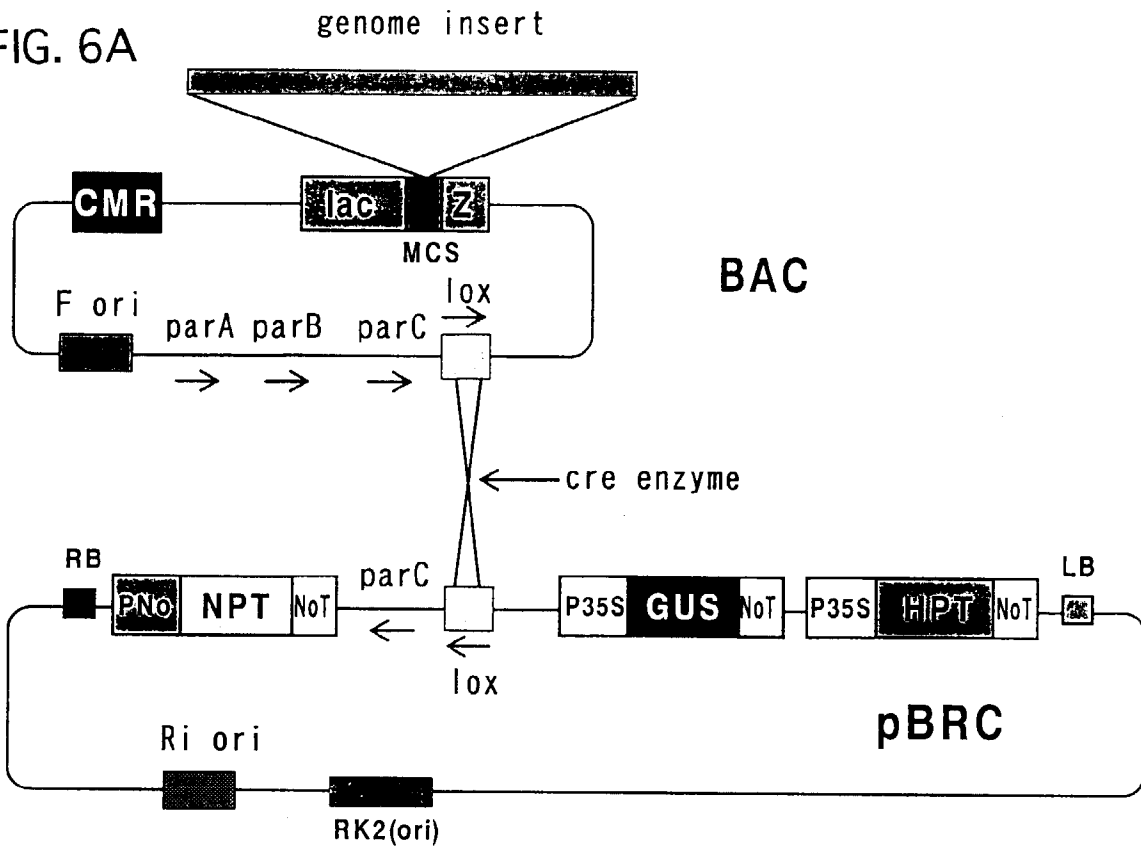 FIG. 6A
genome insert
CMR
lac
Z
MCS
BAC
F ori
parA
parB
parC
lox
cre enzyme
RB
PNo
NPT
NoT
parC
lox
P35S
GUS
NoT
P35S
HPT
NoT
LB
pBRC
Ri ori
RK2(ori)